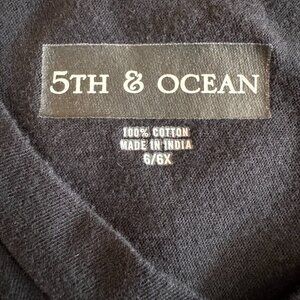 5TH & OCEAN
100% COTTON
MADE IN INDIA
6/6X